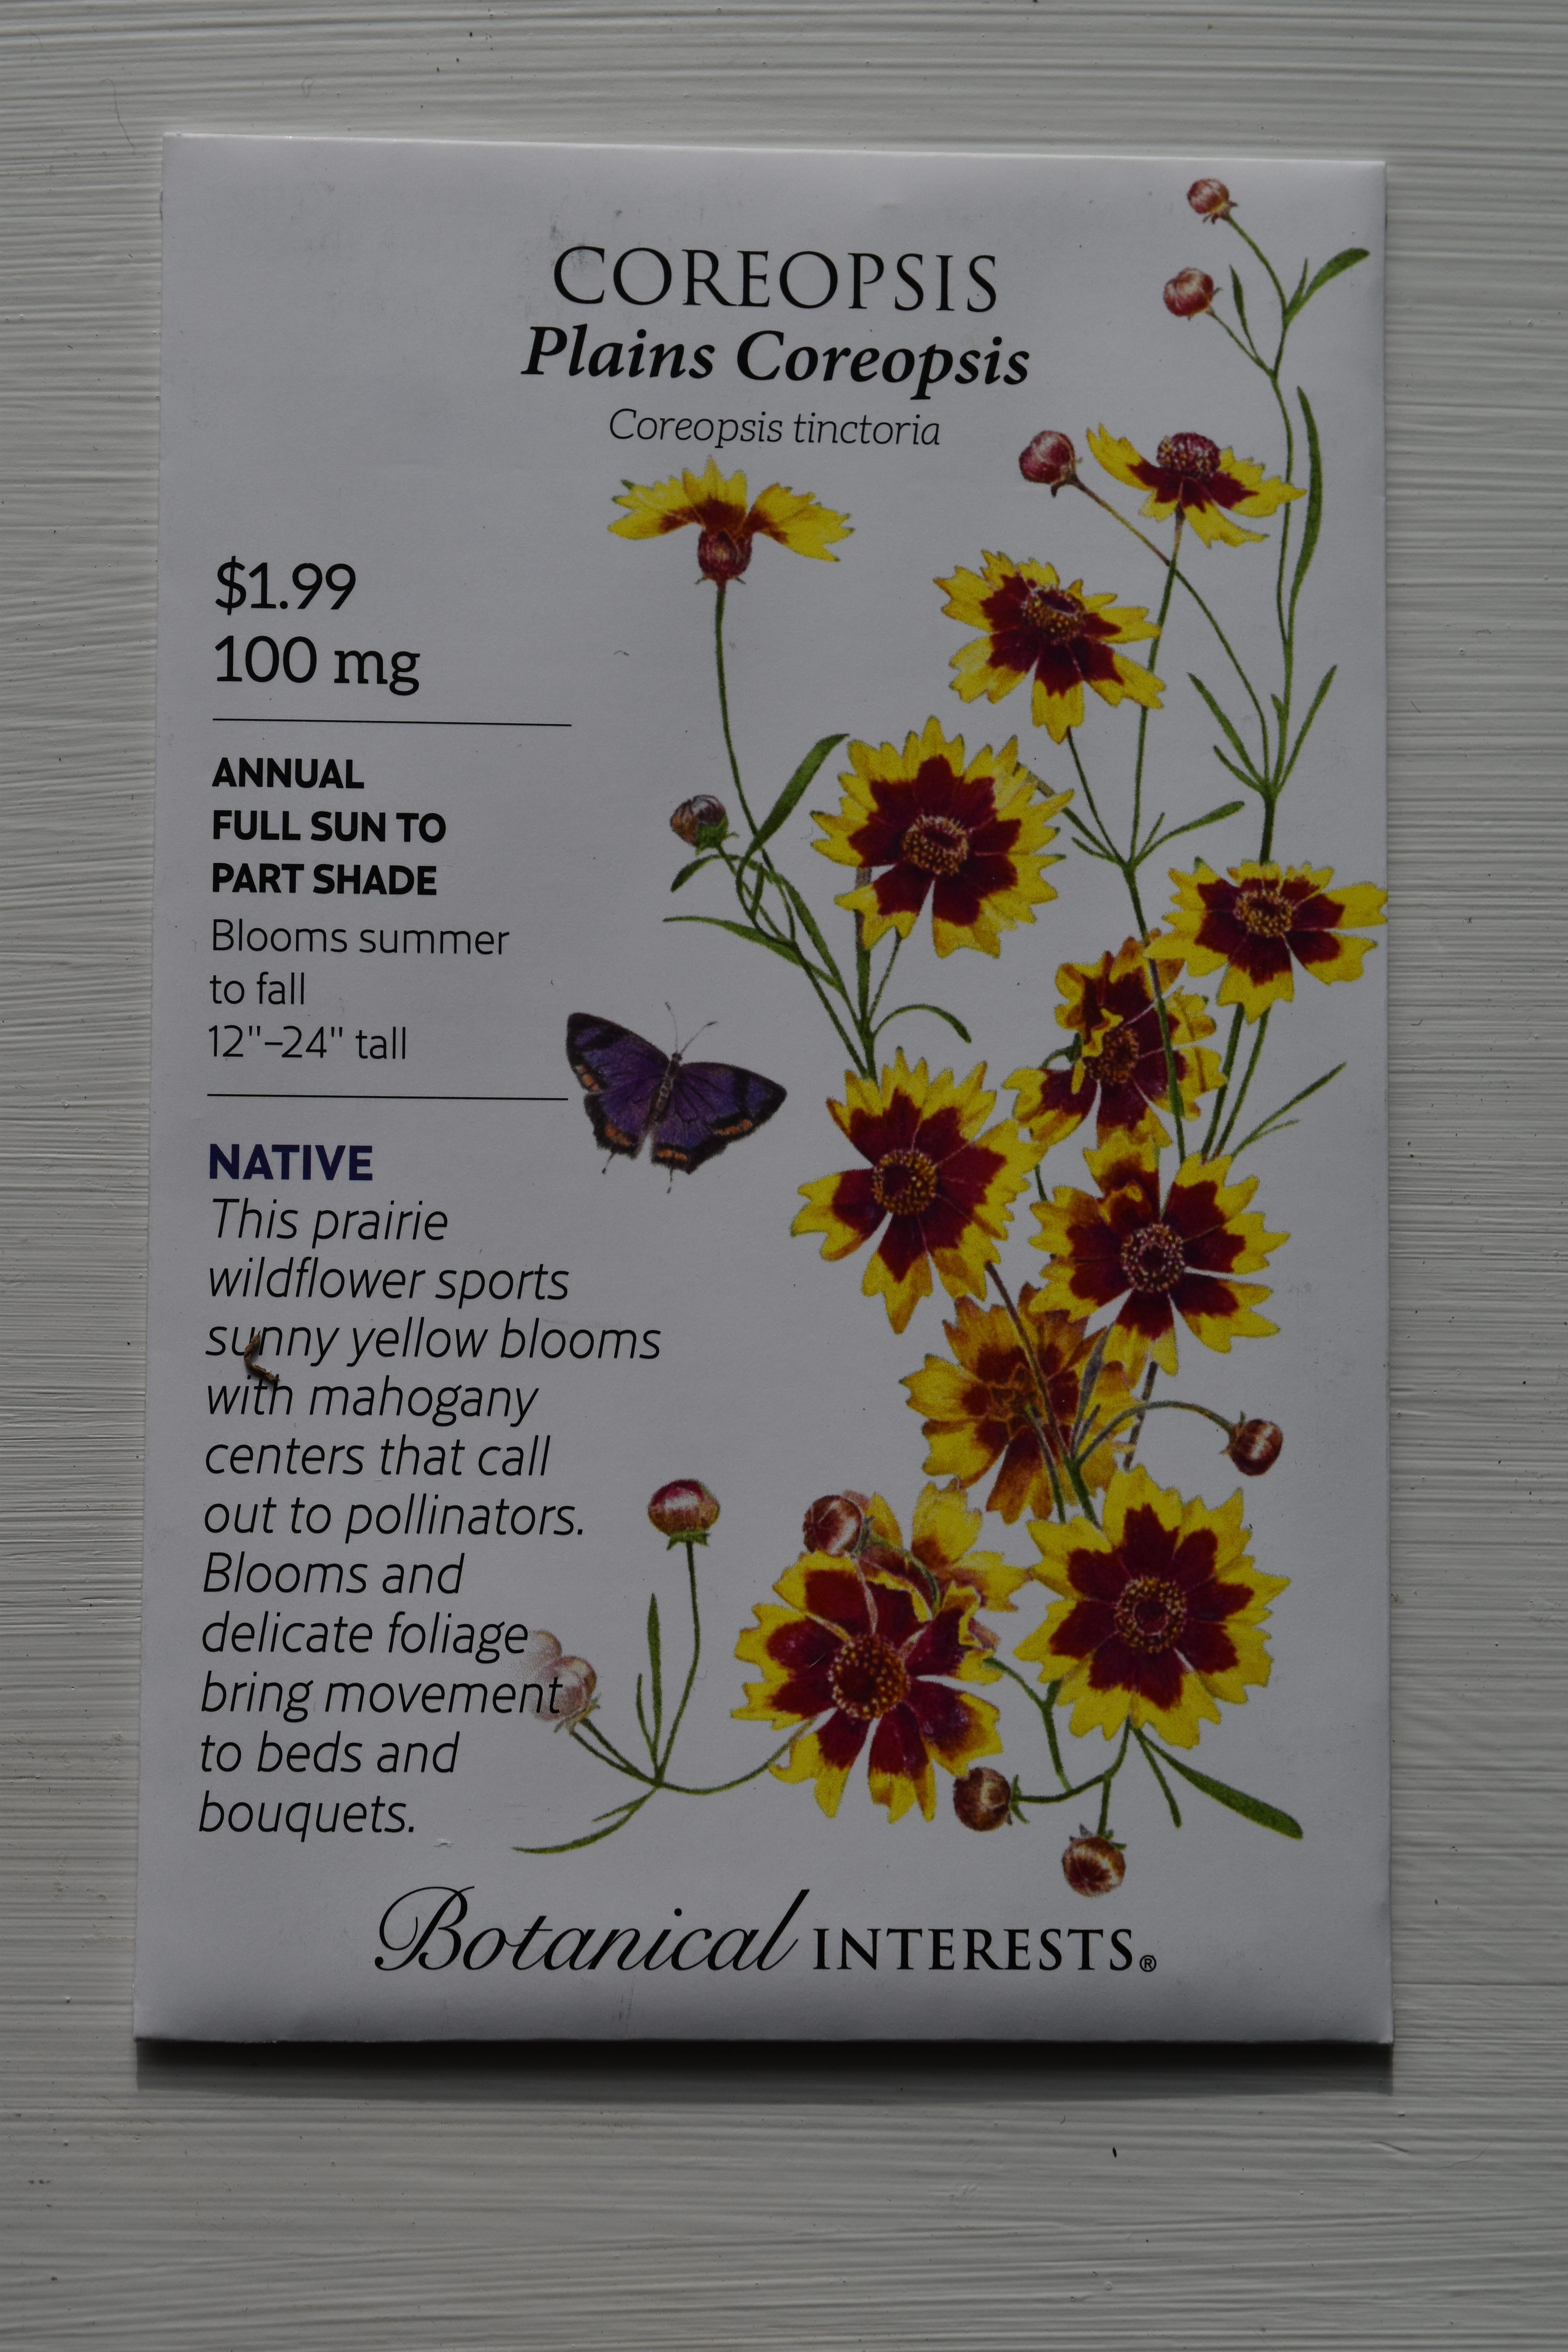 COREOPSIS
Plains Coreopsis
Coreopsis tinctoria
$1.99
100 mg
ANNUAL
FULL SUN TO
PART SHADE
Blooms summer
to fall
12"–24" tall
NATIVE
This prairie
wildflower sports
sunny yellow blooms
with mahogany
centers that call
out to pollinators.
Blooms and
delicate foliage
bring movement
to beds and
bouquets.
Botanical INTERESTS®